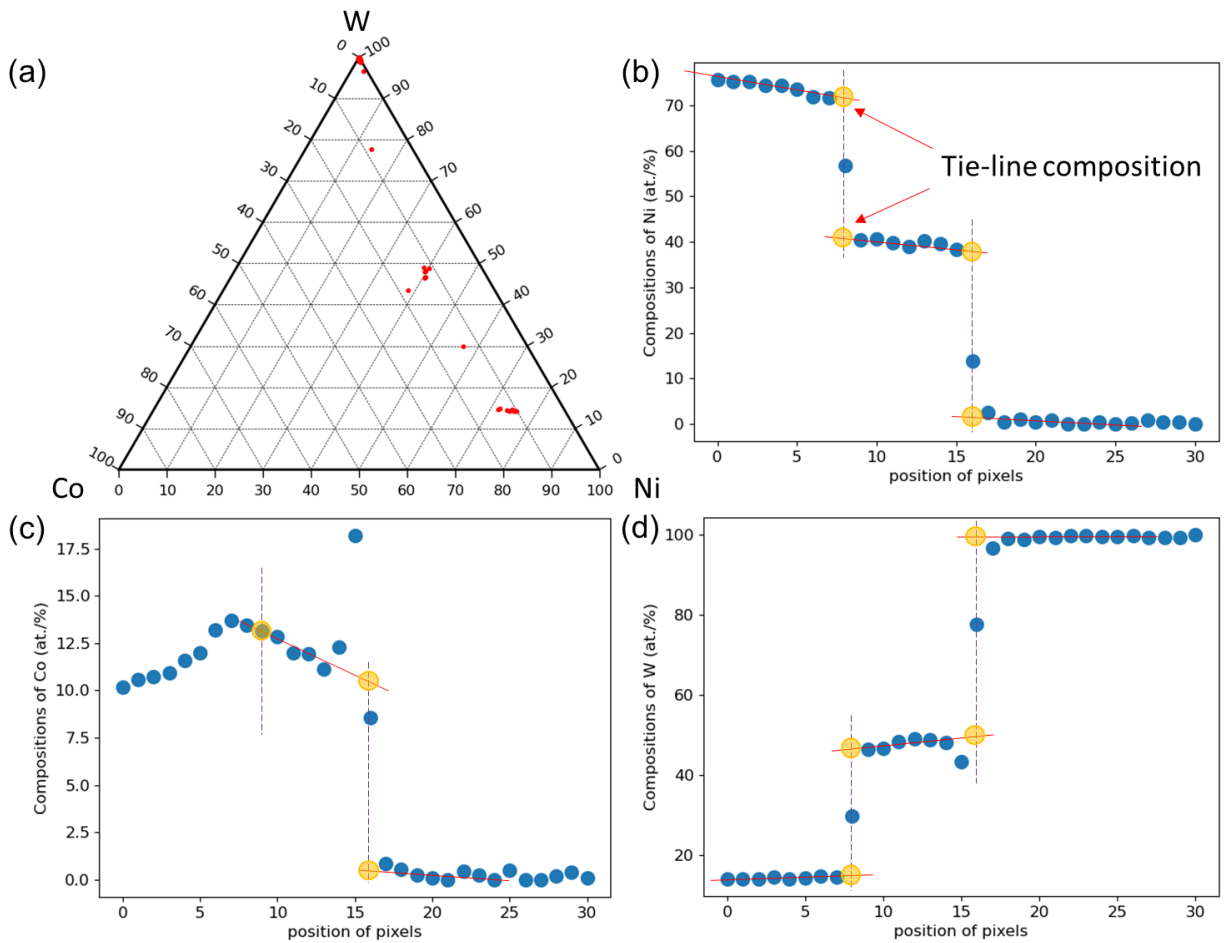 (a)
W
0
100
10
90
20
80
30
70
40
60
50
50
60
40
70
30
80
20
90
10
100
0
0 10 20 30 40 50 60 70 80 90 100
Co
Ni
(b)
Compositions of Ni (at./%)
70
60
50
40
30
20
10
0
Tie-line composition
0 5 10 15 20 25 30
position of pixels
(c)
Compositions of Co (at./%)
17.5
15.0
12.5
10.0
7.5
5.0
2.5
0.0
0 5 10 15 20 25 30
position of pixels
(d)
Compositions of W (at./%)
100
80
60
40
20
0 5 10 15 20 25 30
position of pixels